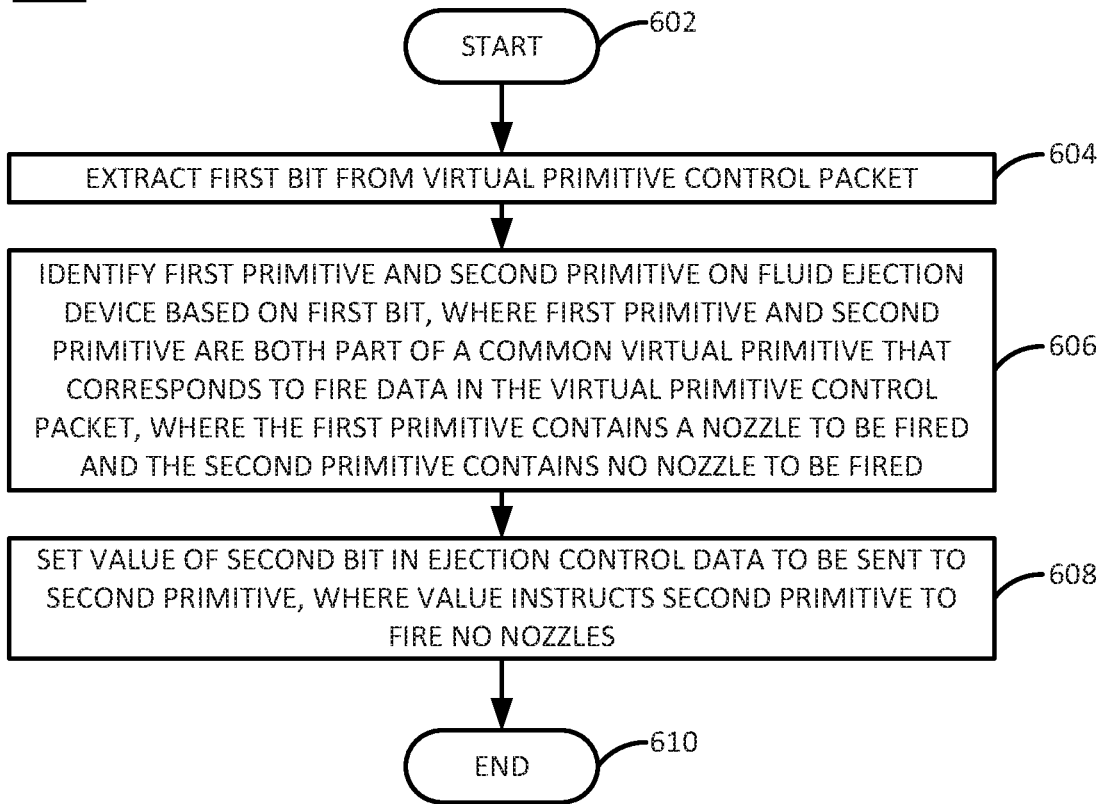 START
602
EXTRACT FIRST BIT FROM VIRTUAL PRIMITIVE CONTROL PACKET
604
IDENTIFY FIRST PRIMITIVE AND SECOND PRIMITIVE ON FLUID EJECTION
DEVICE BASED ON FIRST BIT, WHERE FIRST PRIMITIVE AND SECOND
PRIMITIVE ARE BOTH PART OF A COMMON VIRTUAL PRIMITIVE THAT
CORRESPONDS TO FIRE DATA IN THE VIRTUAL PRIMITIVE CONTROL
PACKET, WHERE THE FIRST PRIMITIVE CONTAINS A NOZZLE TO BE FIRED
AND THE SECOND PRIMITIVE CONTAINS NO NOZZLE TO BE FIRED
606
SET VALUE OF SECOND BIT IN EJECTION CONTROL DATA TO BE SENT TO
SECOND PRIMITIVE, WHERE VALUE INSTRUCTS SECOND PRIMITIVE TO
FIRE NO NOZZLES
608
END
610